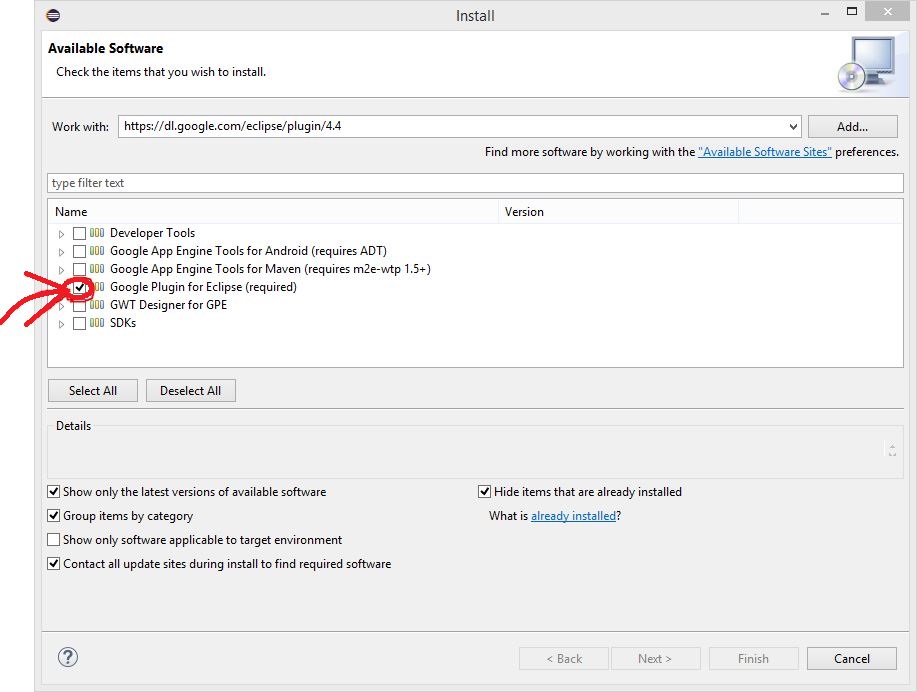 Install
Available Software
Check the items that you wish to install.
Work with: https://dl.google.com/eclipse/plugin/4.4 Add...
Find more software by working with the "Available Software Sites" preferences.
type filter text
Name Version
Developer Tools
Google App Engine Tools for Android (requires ADT)
Google App Engine Tools for Maven (requires m2e-wtp 1.5+)
Google Plugin for Eclipse (required)
GWT Designer for GPE
SDKs
Select All Deselect All
Details
Show only the latest versions of available software Hide items that are already installed
Group items by category What is already installed?
Show only software applicable to target environment
Contact all update sites during install to find required software
? < Back Next > Finish Cancel